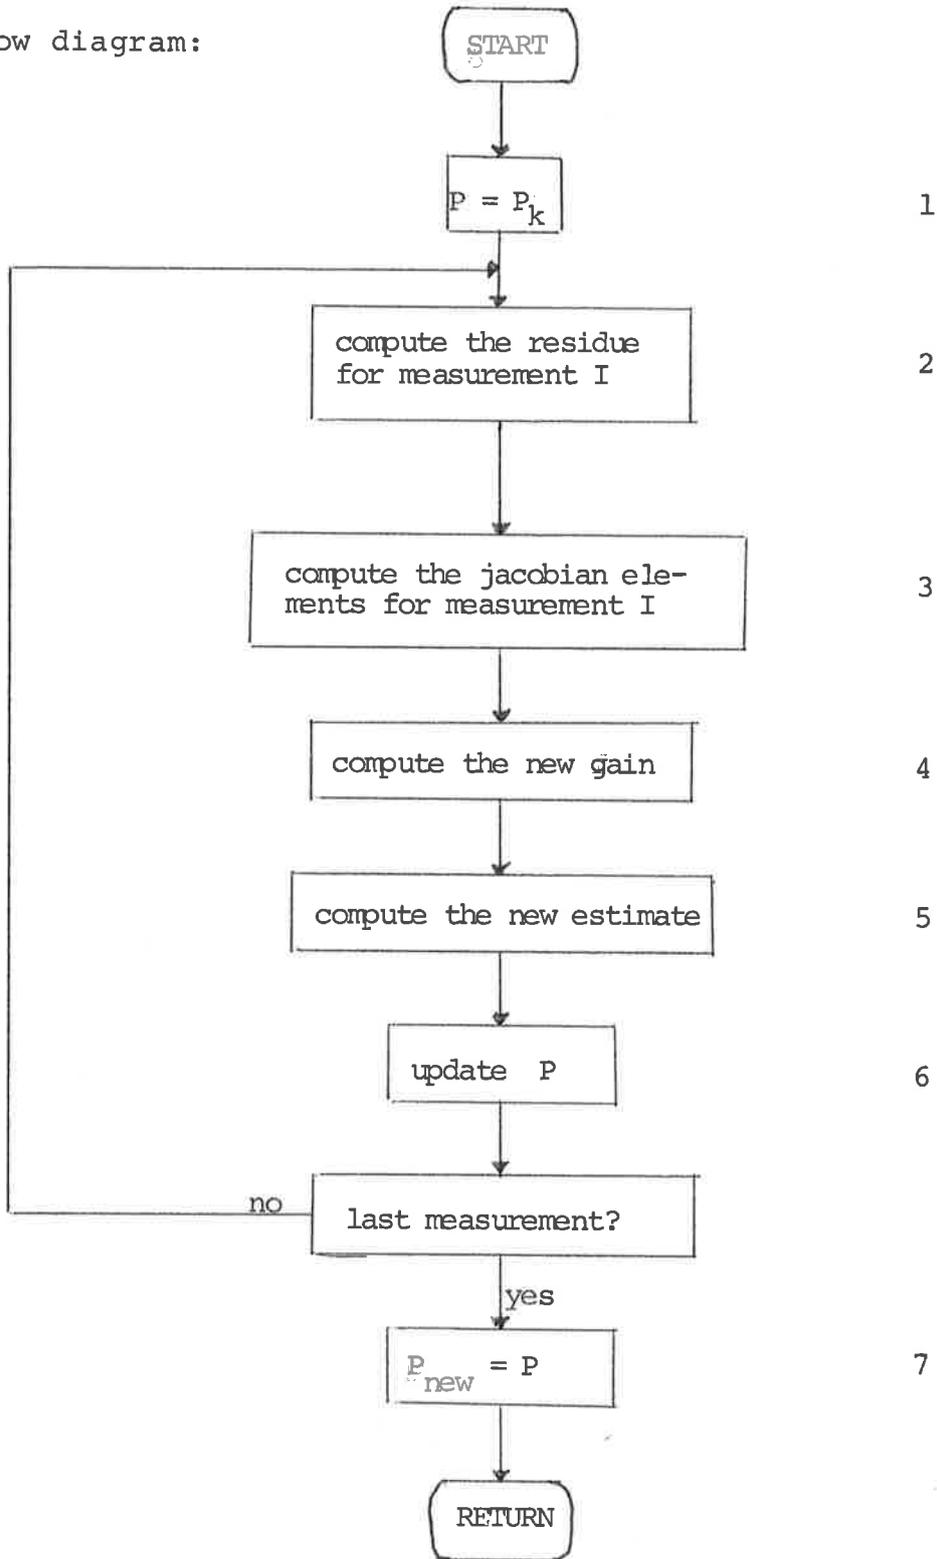 ow diagram:
START
P = Pk
1
compute the residue
for measurement I
2
compute the jacobian ele-
ments for measurement I
3
compute the new gain
4
compute the new estimate
5
update P
6
no
last measurement?
yes
Pnew = P
7
RETURN